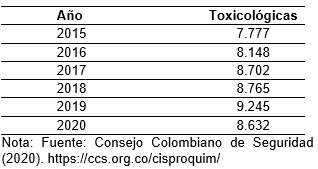 Año Toxicológicas
2015 7.777
2016 8.148
2017 8.702
2018 8.765
2019 9.245
2020 8.632
Nota: Fuente: Consejo Colombiano de Seguridad
(2020). https://ccs.org.co/cisproquim/